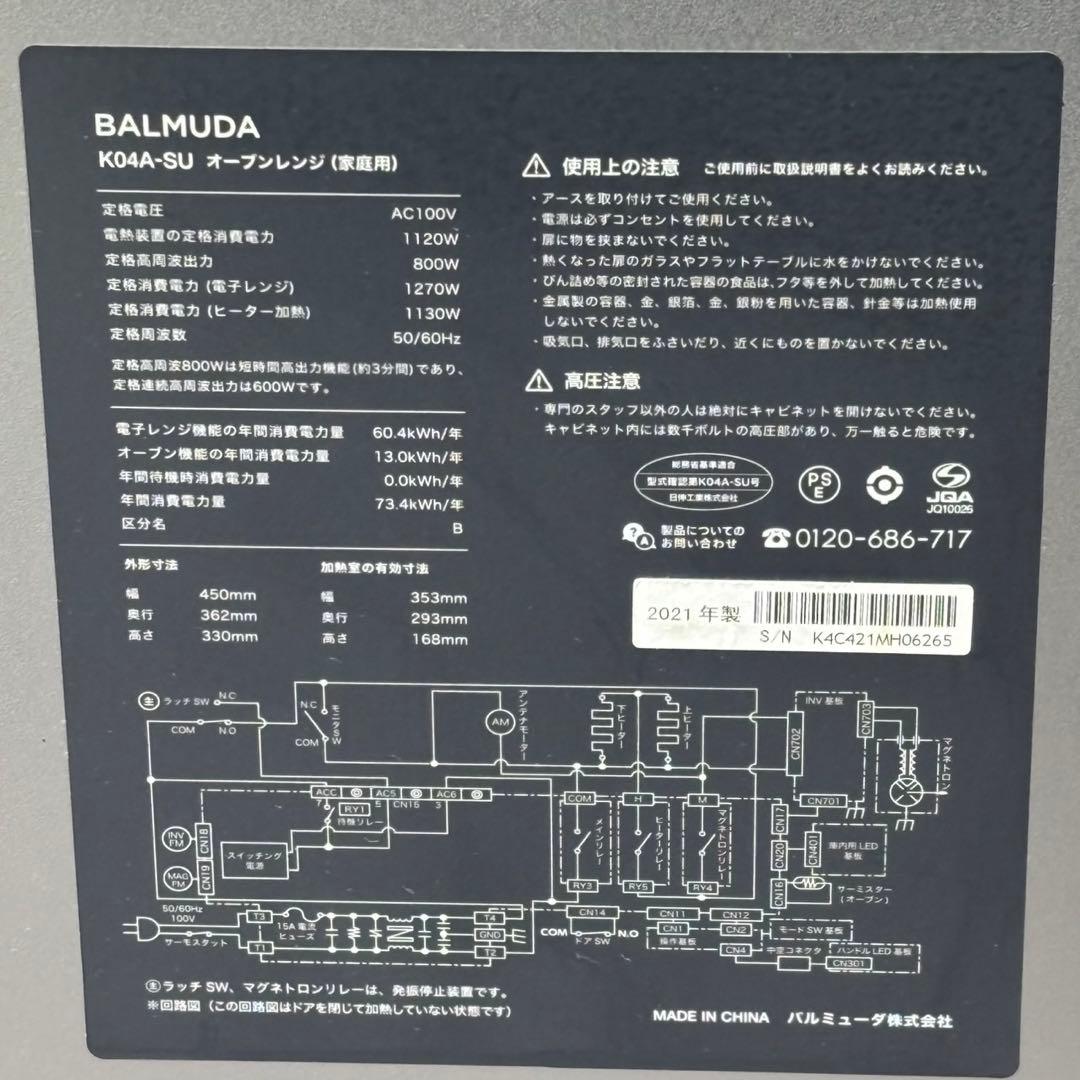 BALMUDA
K04A-SU オーブンレンジ (家庭用)
定格電圧 AC100V
電熱装置の定格消費電力 1120W
定格高周波出力 800W
定格消費電力 (電子レンジ) 1270W
定格消費電力 (ヒーター加熱) 1130W
定格周波数 50/60Hz
定格高周波800Wは短時間高出力機能(約3分間)であり、
定格連続高周波出力は600Wです。
電子レンジ機能の年間消費電力量 60.4kWh/年
オーブン機能の年間消費電力量 13.0kWh/年
年間待機時消費電力量 0.0kWh/年
年間消費電力量 73.4kWh/年
区分名 B
外形寸法 加熱室の有効寸法
幅 450mm 幅 353mm
奥行 362mm 奥行 293mm
高さ 330mm 高さ 168mm
使用上の注意 ご使用前に取扱説明書をよくお読みください。
・アースを取り付けてご使用ください。
・電源は必ずコンセントを使用してください。
・扉に物を挟まないでください。
・熱くなった扉のガラスやフラットテーブルに水をかけないでください。
・びん詰め等の密封された容器の食品は、フタ等を外して加熱してください。
・金属製の容器、金、銀箔、金、銀粉を用いた容器、針金等は加熱使用
しないでください。
・吸気口、排気口をふさいだり、近くにものを置かないでください。
高圧注意
・専門のスタッフ以外の人は絶対にキャビネットを開けないでください。
キャビネット内には数千ボルトの高圧部があり、万一触ると危険です。
総務省基準適合
型式確認第K04A-SU号
日伸工業株式会社
PS
E
JQA
JQ10025
?
A
製品についての
お問い合わせ
0120-686-717
2021 年製
S/N K4C421MH06265
主 ラッチ SW N.C
COM N.O
N.C
COM
モニタSW
AM
アンテナモーター
下ヒーター
上ヒーター
INV 基板
CN702
CN703
マグネトロン
CN701
ACC AC5 AC6
7 5 CN15 3
RY1
待機リレー
COM H M
メインリレー
ヒーターリレー
マグネトロンリレー
RY3 RY5 RY4
INV
FM
CN18
MAG
FM
CN19
スイッチング
電源
CN17
CN20
CN16
CN401
庫内用 LED
基板
サーミスター
(オーブン)
50/60Hz
100V
サーモスタット
T3
T1
15A 電流
ヒューズ
T4
GND
T2
CN14
COM N.O
ドア SW
CN11 CN12
CN1 CN2
操作基板
CN4
モード SW 基板
中空コネクタ
ハンドル LED 基板
CN301
主ラッチ SW、マグネトロンリレーは、発振停止装置です。
※回路図 (この回路図はドアを閉じて加熱していない状態です)
MADE IN CHINA バルミューダ株式会社